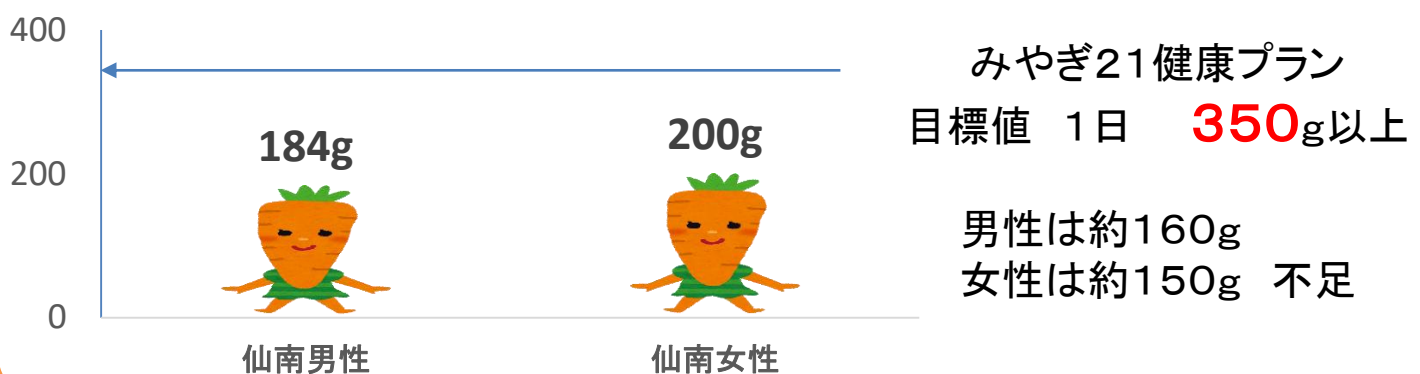 400
200
0
184g
200g
仙南男性
仙南女性
みやぎ21健康プラン
目標値　1日　350g以上
男性は約160g
女性は約150g　不足